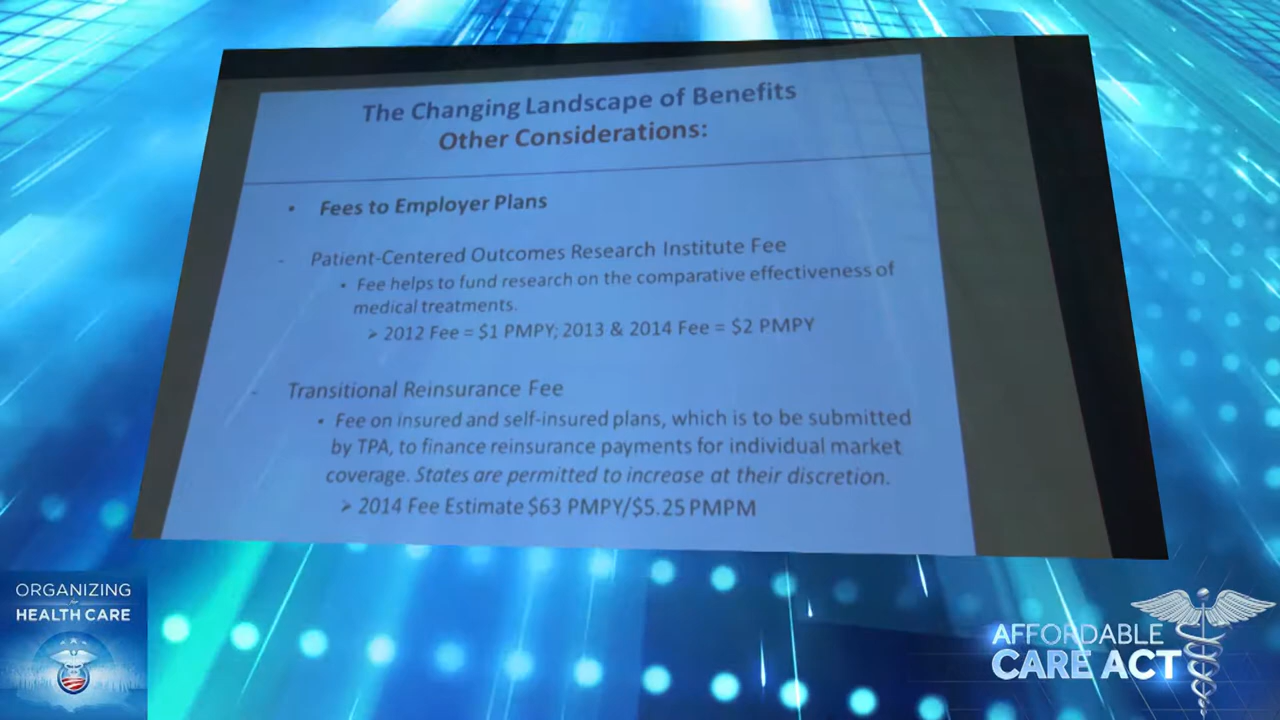 The Changing Landscape of Benefits
Other Considerations:
• Fees to Employer Plans
- Patient-Centered Outcomes Research Institute Fee
• Fee helps to fund research on the comparative effectiveness of
medical treatments.
➢ 2012 Fee = $1 PMPY; 2013 & 2014 Fee = $2 PMPY
- Transitional Reinsurance Fee
• Fee on insured and self-insured plans, which is to be submitted
by TPA, to finance reinsurance payments for individual market
coverage. States are permitted to increase at their discretion.
➢ 2014 Fee Estimate $63 PMPY/$5.25 PMPM
ORGANIZING
for
HEALTH CARE
AFFORDABLE
CARE ACT